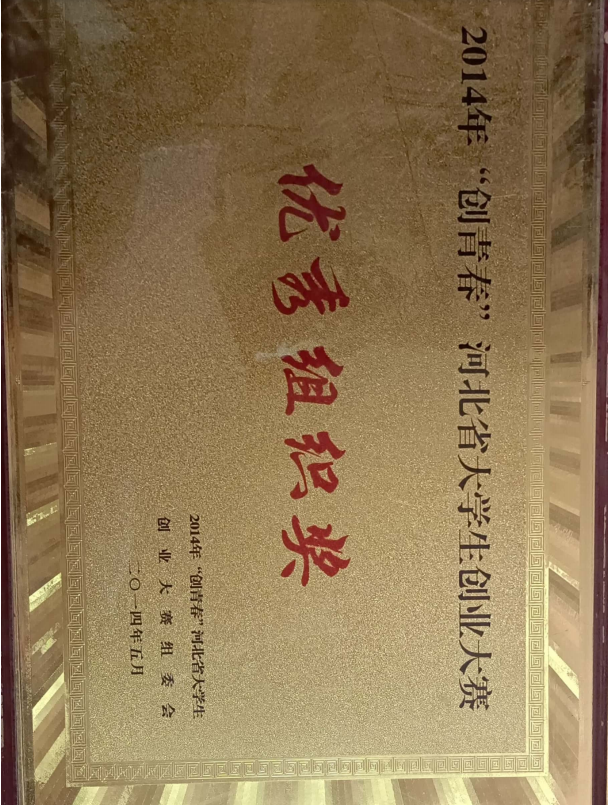 2014年“创青春”河北省大学生创业大赛
优秀组织奖
2014年“创青春”河北省大学生
创业大赛组委会
二〇一四年五月